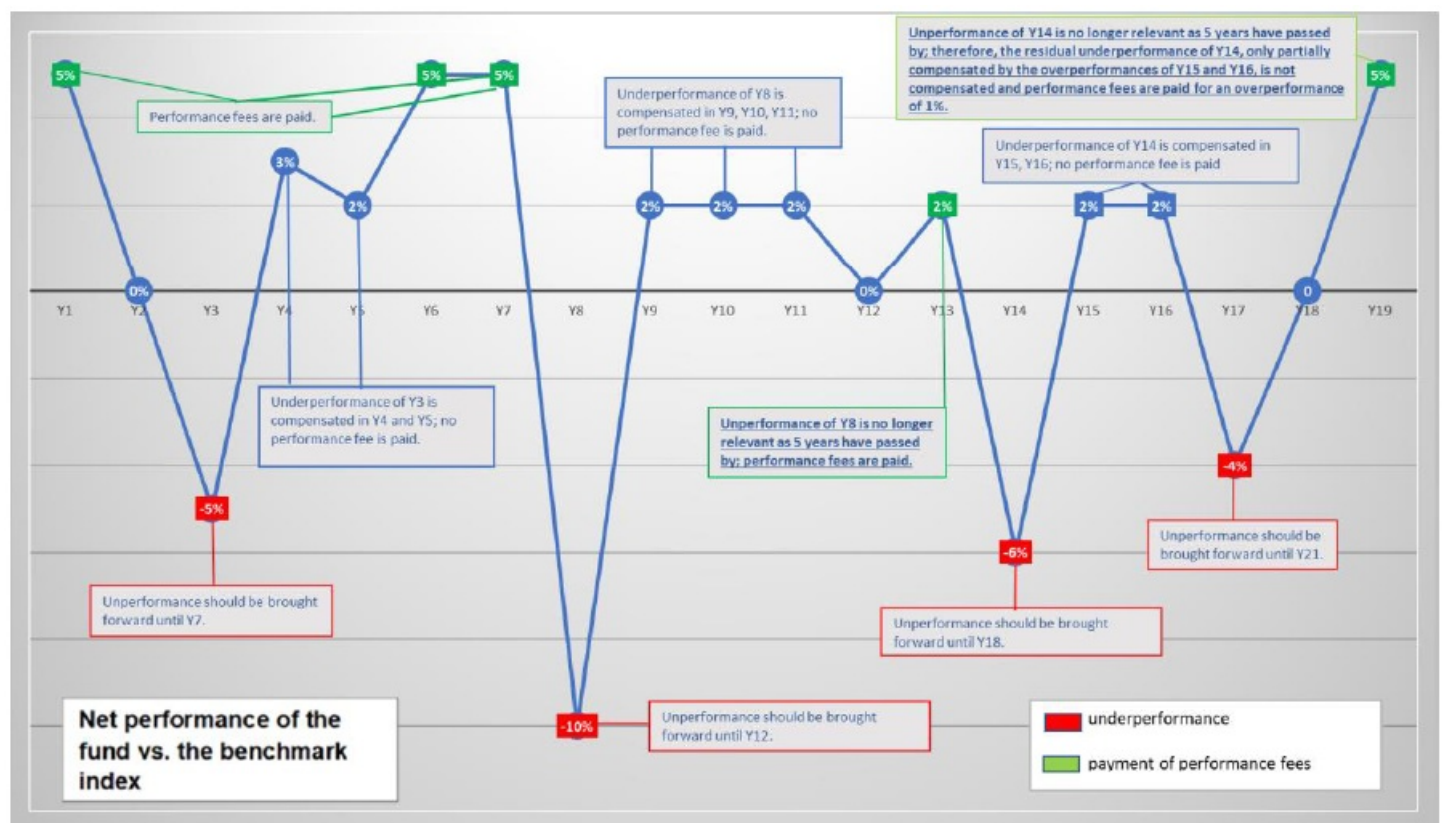 Unperformance of Y14 is no longer relevant as 5 years have passed
by; therefore, the residual underperformance of Y14, only partially
compensated by the overperformances of Y15 and Y16, is not
compensated and performance fees are paid for an overperformance
of 1%.
5%
5%
5%
5%
Performance fees are paid.
Underperformance of Y8 is
compensated in Y9, Y10, Y11; no
performance fee is paid.
Underperformance of Y14 is compensated in
Y15, Y16; no performance fee is paid
3%
2%
2%
2%
2%
2%
2%
2%
0%
0%
0
Y1
Y2
Y3
Y4
Y5
Y6
Y7
Y8
Y9
Y10
Y11
Y12
Y13
Y14
Y15
Y16
Y17
Y18
Y19
Underperformance of Y3 is
compensated in Y4 and Y5; no
performance fee is paid.
Unperformance of Y8 is no longer
relevant as 5 years have passed
by; performance fees are paid.
-4%
-5%
-6%
Unperformance should be
brought forward until Y21.
Unperformance should be brought
forward until Y7.
Unperformance should be brought
forward until Y18.
-10%
Unperformance should be brought
forward until Y12.
Net performance of the
fund vs. the benchmark
index
underperformance
payment of performance fees